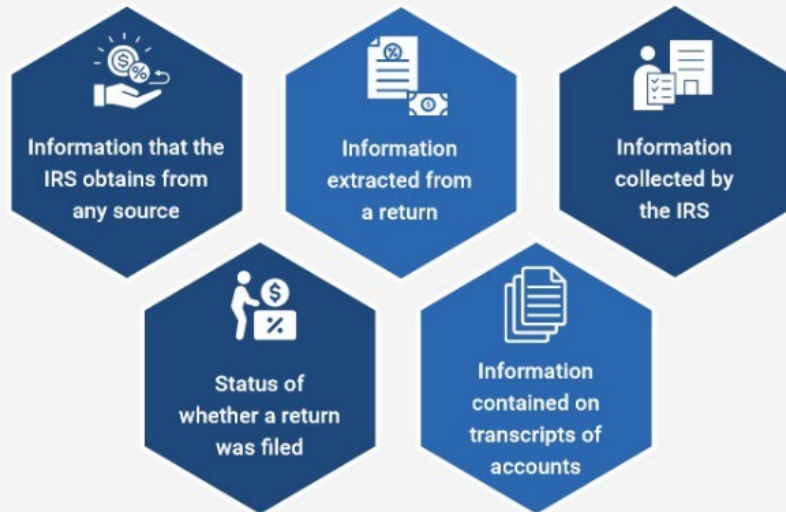 Information that the
IRS obtains from
any source
Information
extracted from
a return
Information
collected by
the IRS
Status of
whether a return
was filed
Information
contained on
transcripts of
accounts